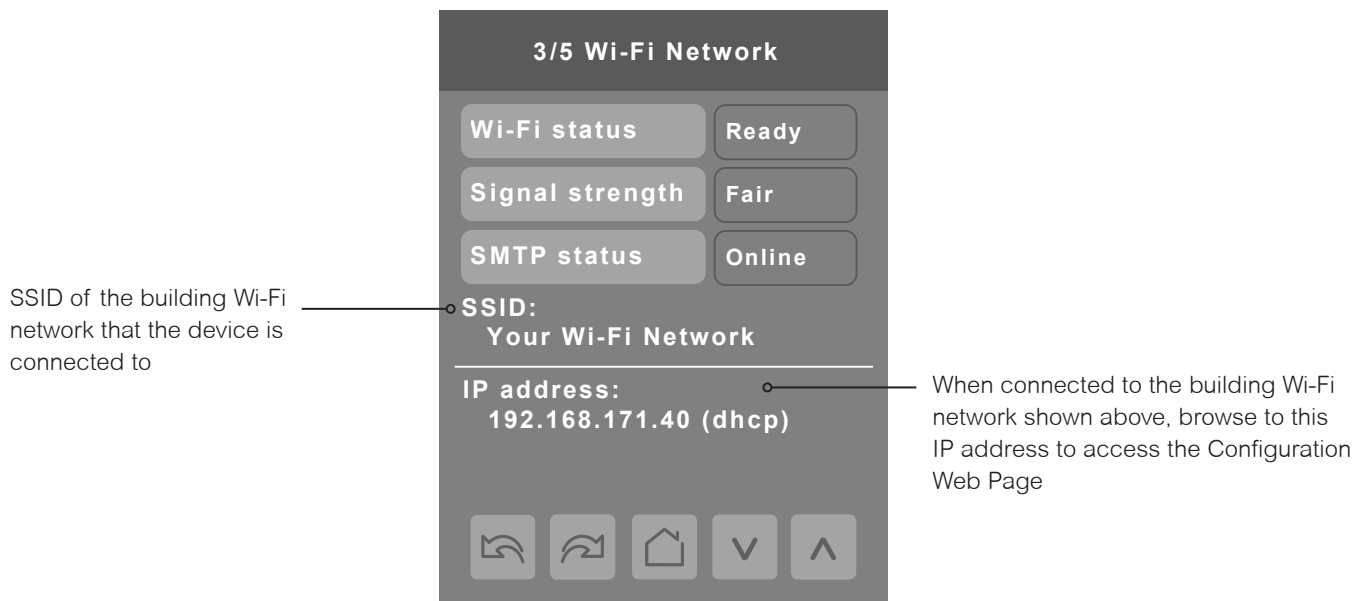 3/5 Wi-Fi Network
Wi-Fi status Ready
Signal strength Fair
SMTP status Online
SSID of the building Wi-Fi
network that the device is
connected to
SSID:
Your Wi-Fi Network
IP address:
192.168.171.40 (dhcp)
When connected to the building Wi-Fi
network shown above, browse to this
IP address to access the Configuration
Web Page